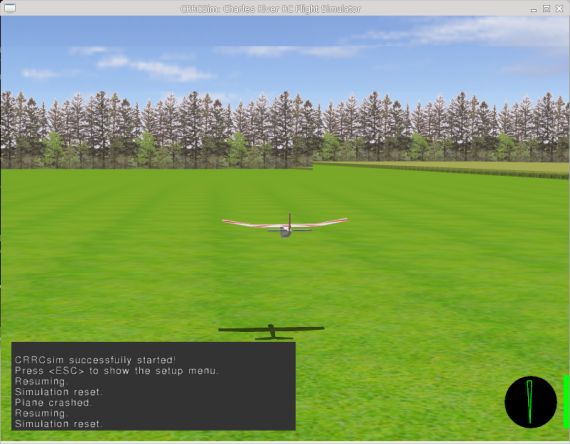 CRRCSim: Charles River RC Flight Simulator
CRRCsim successfully started!
Press <ESC> to show the setup menu.
Resuming.
Simulation reset.
Plane crashed.
Resuming.
Simulation reset.